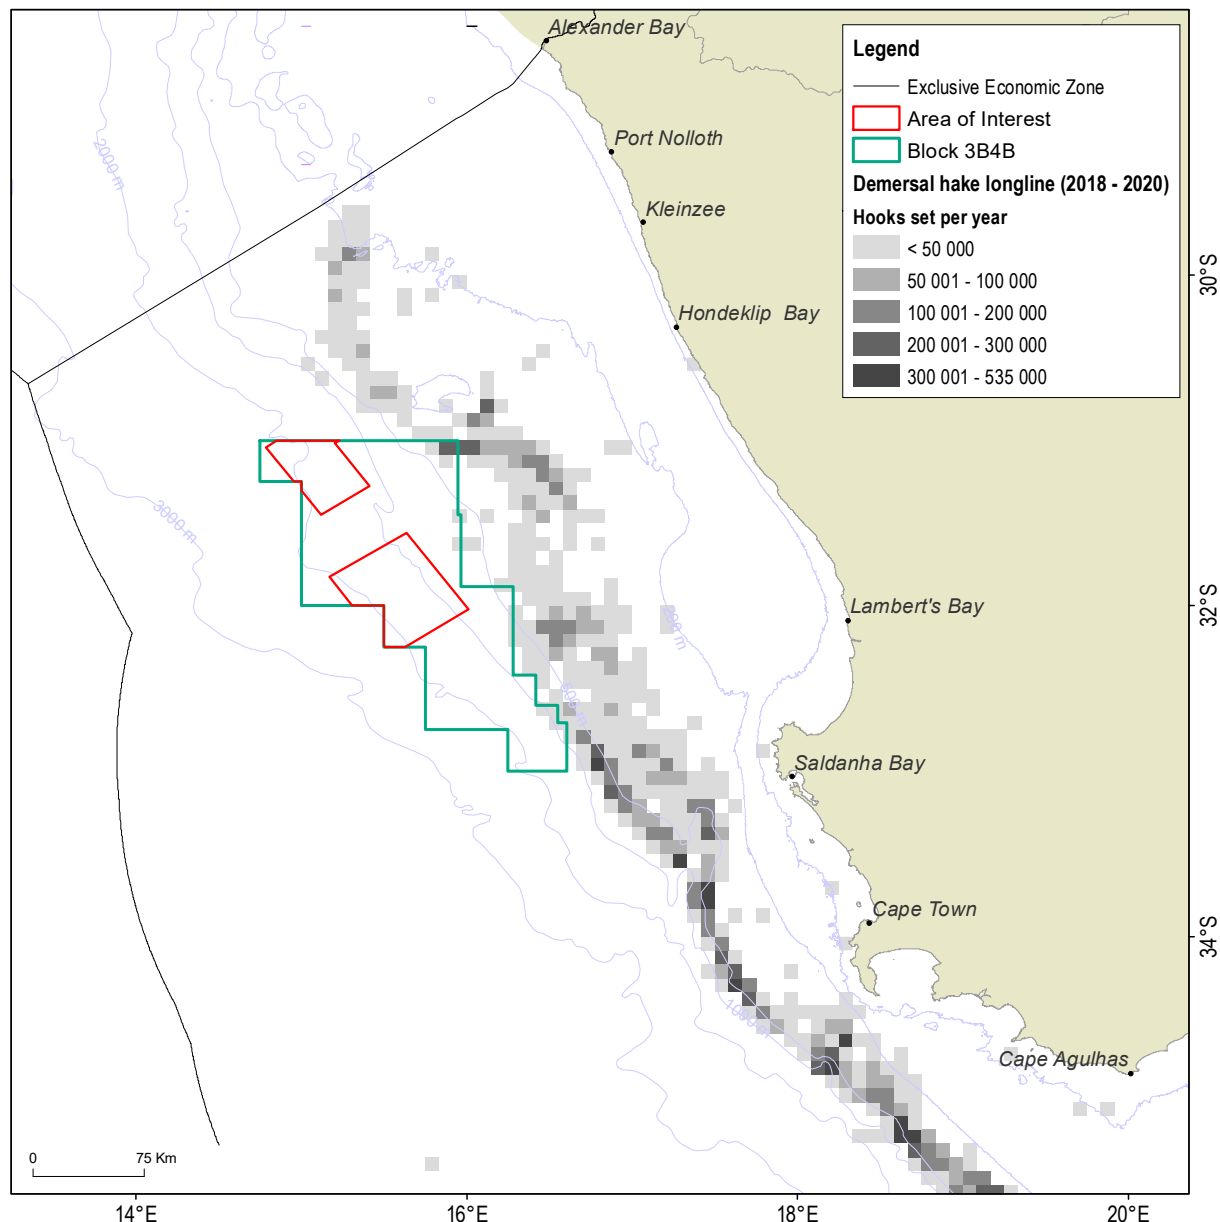 Alexander Bay
Port Nolloth
Kleinzee
Hondeklip Bay
Lambert's Bay
Saldanha Bay
Cape Town
Cape Agulhas
Legend
Exclusive Economic Zone
Area of Interest
Block 3B4B
Demersal hake longline (2018 - 2020)
Hooks set per year
< 50 000
50 001 - 100 000
100 001 - 200 000
200 001 - 300 000
300 001 - 535 000
2000 m
3000 m
200 m
500 m
1000 m
30°S
32°S
34°S
0 75 Km
14°E 16°E 18°E 20°E